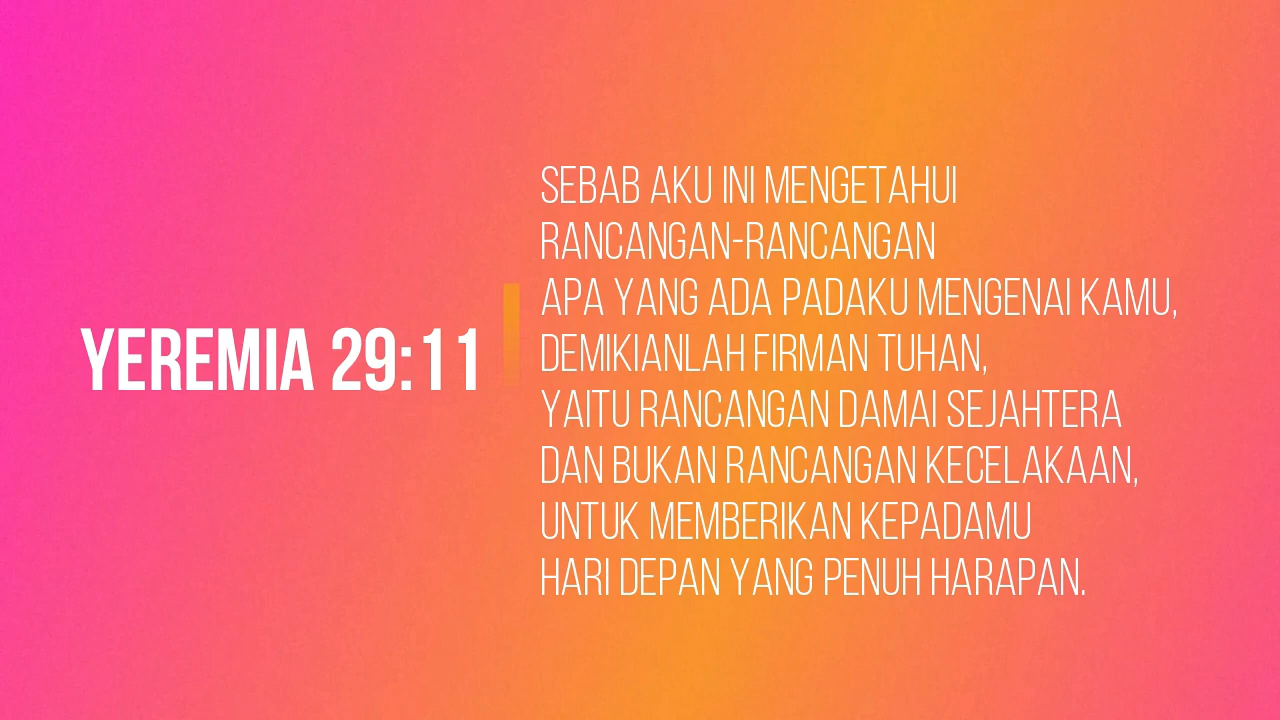 YEREMIA 29:11
SEBAB AKU INI MENGETAHUI
RANCANGAN-RANCANGAN
APA YANG ADA PADAKU MENGENAI KAMU,
DEMIKIANLAH FIRMAN TUHAN,
YAITU RANCANGAN DAMAI SEJAHTERA
DAN BUKAN RANCANGAN KECELAKAAN,
UNTUK MEMBERIKAN KEPADAMU
HARI DEPAN YANG PENUH HARAPAN.